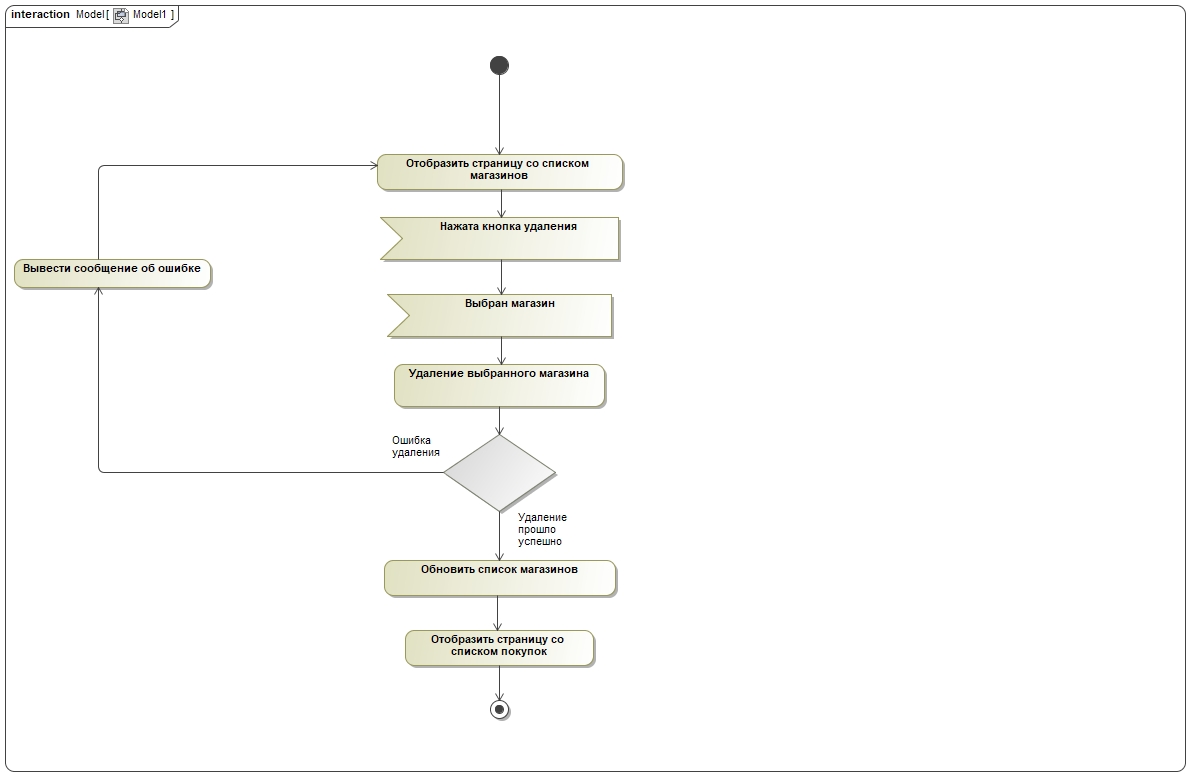 interaction Model[ Model1 ]
Отобразить страницу со списком
магазинов
Нажата кнопка удаления
Вывести сообщение об ошибке
Выбран магазин
Удаление выбранного магазина
Ошибка
удаления
Удаление
прошло
успешно
Обновить список магазинов
Отобразить страницу со
списком покупок